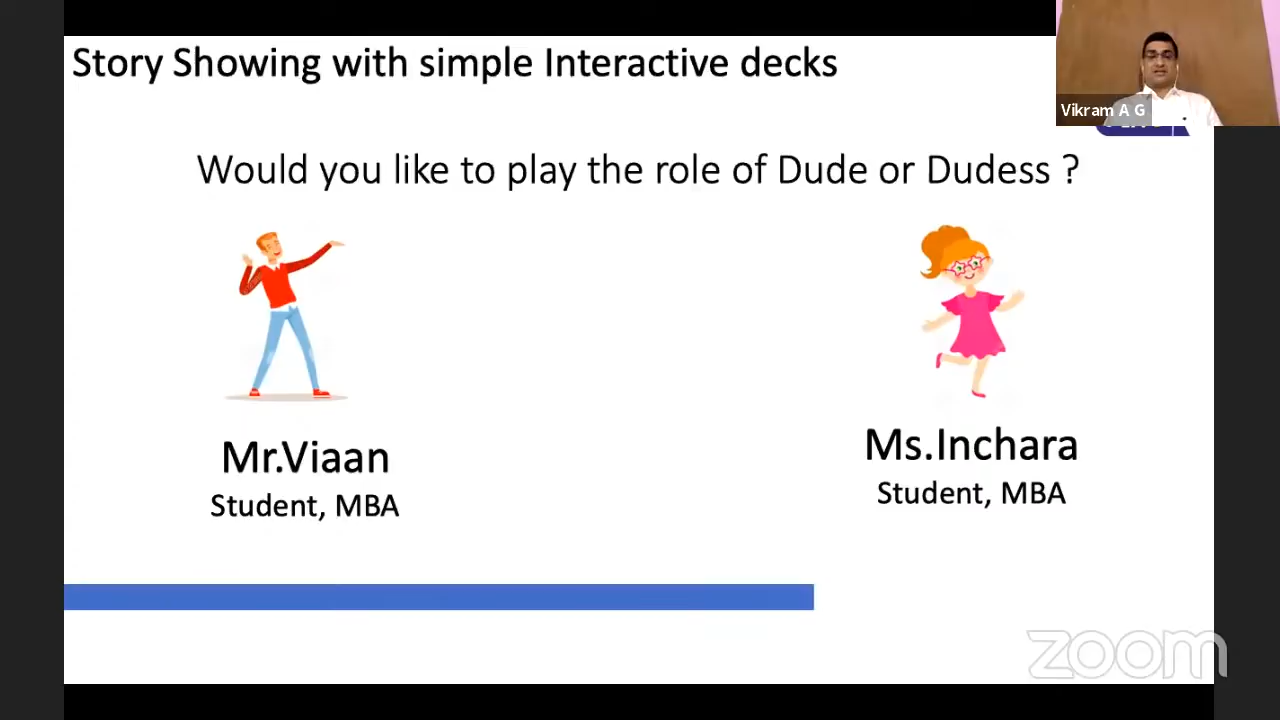 Story Showing with simple Interactive decks
Vikram A G
Would you like to play the role of Dude or Dudess ?
Mr.Viaan
Student, MBA
Ms.Inchara
Student, MBA
zoom